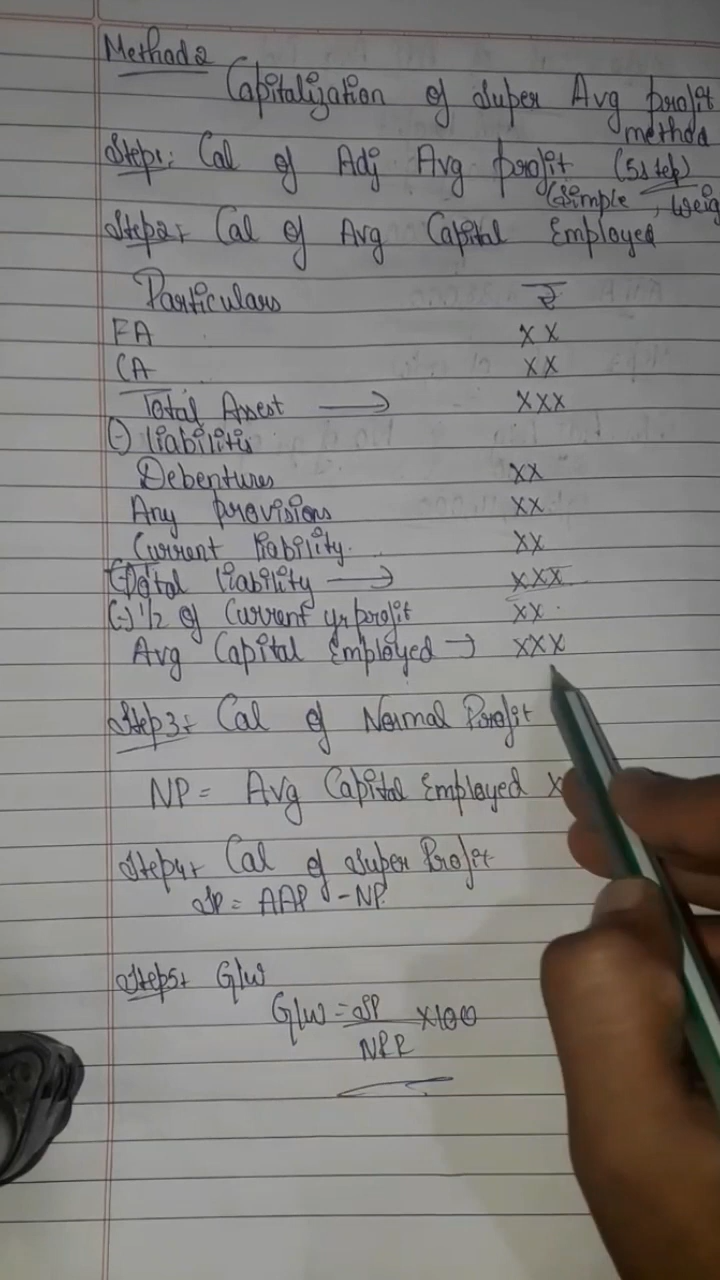 Method 2
Capitalization of Super Avg profit
method
Step1: Cal of Adj Avg profit (5 step)
(Simple, Weig
Step2: Cal of Avg Capital Employed
Particulars ₹
FA XX
CA XX
Total Assest → XXX
(-) liabilitis
Debentures XX
Any provisions XX
Current liability. XX
Total liability → XXX
(-) 1/2 of Current yr profit XX
Avg Capital Employed → XXX
Step3: Cal of Normal Profit
NP = Avg Capital Employed X
Step4: Cal of Super Profit
SP = AAP - NP
Step5: G/w
G/w = SP X100
NRR